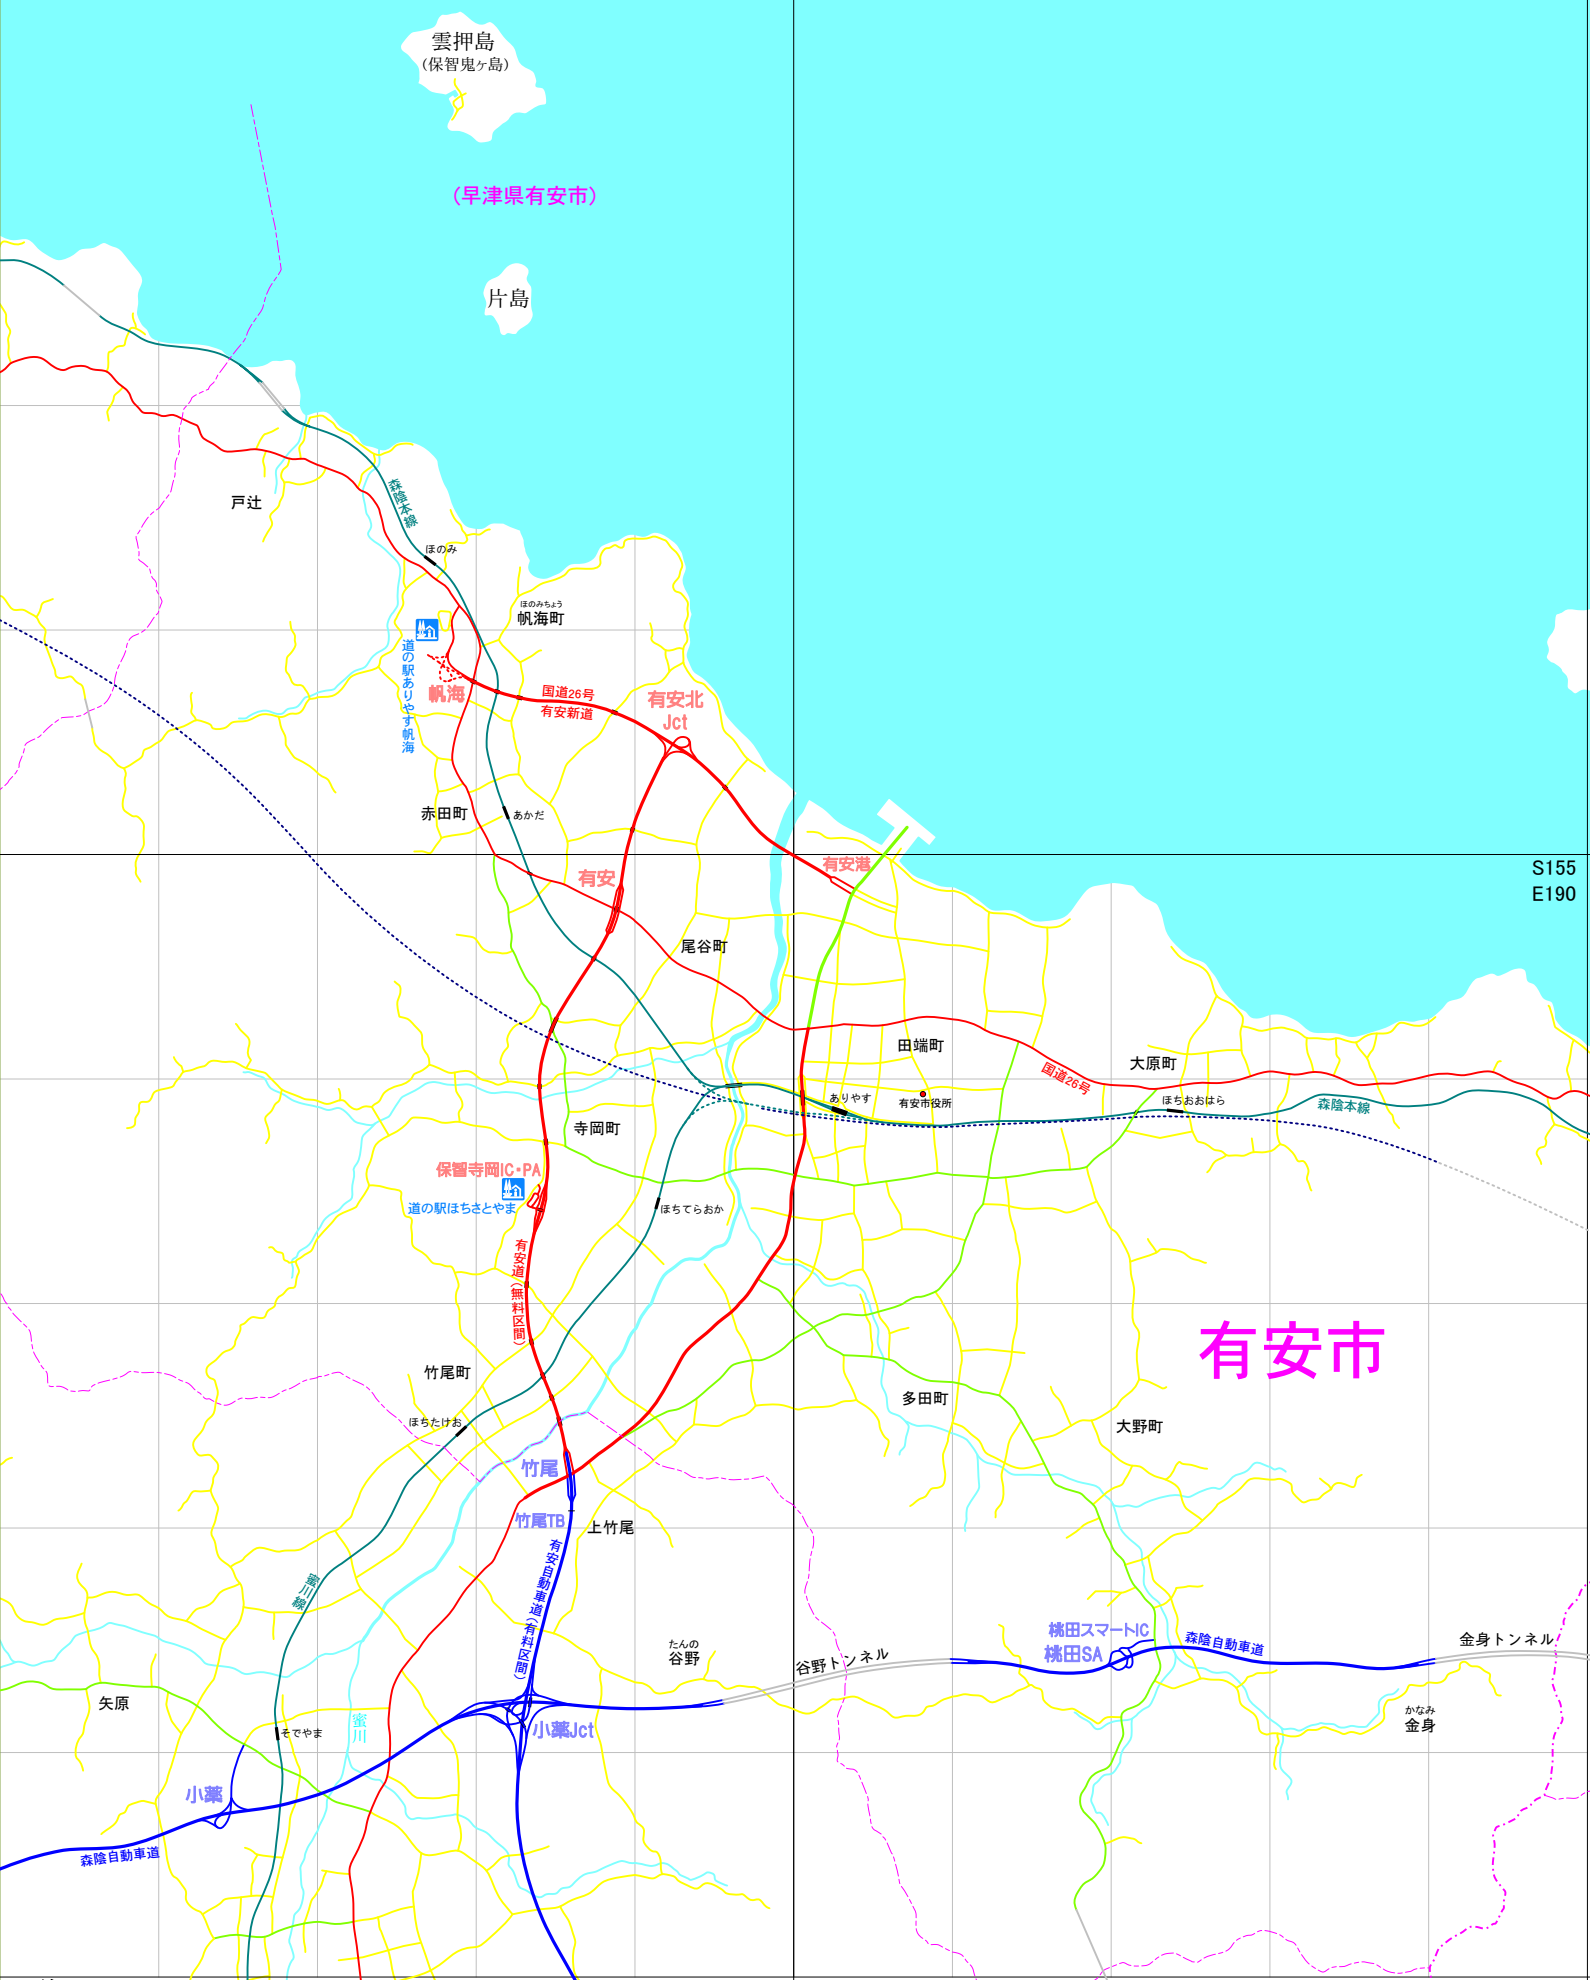 雲押島
(保智鬼ヶ島)
(早津県有安市)
片島
戸辻
森陰本線
ほのみ
ほのみちょう
帆海町
道の駅ありやす帆海
帆海
国道26号
有安新道
有安北
Jct
赤田町
あかだ
有安港
有安
S155
E190
尾谷町
田端町
大原町
国道26号
ありやす
有安市役所
ほちおおはら
森陰本線
寺岡町
保智寺岡IC・PA
道の駅ほちさとやま
ほちてらおか
有安道(無料区間)
有安市
竹尾町
ほちたけお
多田町
大野町
竹尾
竹尾TB
上竹尾
有安自動車道(有料区間)
蜜川線
たんの
谷野
谷野トンネル
桃田スマートIC
桃田SA
森陰自動車道
金身トンネル
矢原
そでやま
蜜川
小薬Jct
かなみ
金身
小薬
森陰自動車道